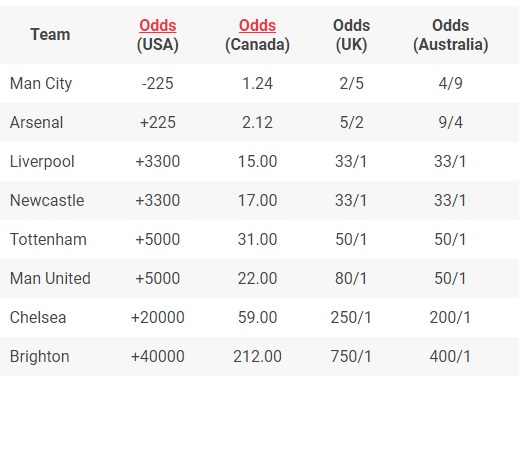 Team Odds (USA) Odds (Canada) Odds (UK) Odds (Australia)
Man City -225 1.24 2/5 4/9
Arsenal +225 2.12 5/2 9/4
Liverpool +3300 15.00 33/1 33/1
Newcastle +3300 17.00 33/1 33/1
Tottenham +5000 31.00 50/1 50/1
Man United +5000 22.00 80/1 50/1
Chelsea +20000 59.00 250/1 200/1
Brighton +40000 212.00 750/1 400/1